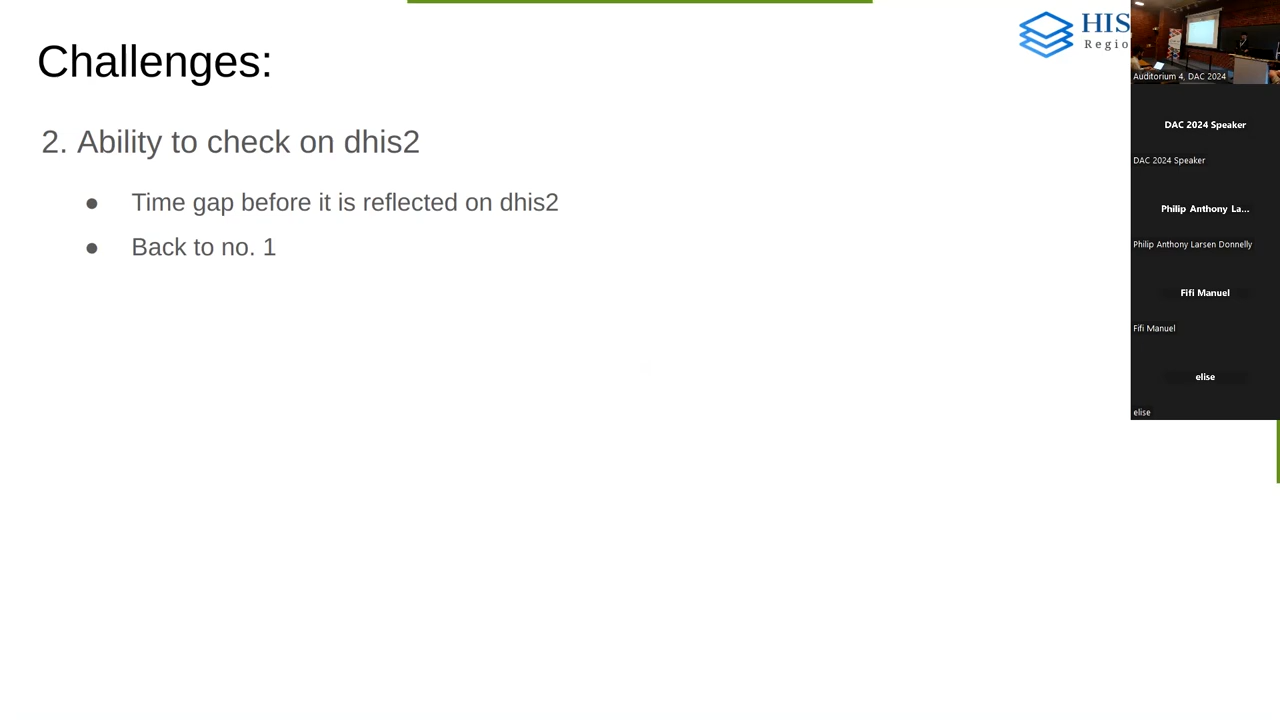 Challenges:
HIS
Regio
2. Ability to check on dhis2
● Time gap before it is reflected on dhis2
● Back to no. 1
Auditorium 4, DAC 2024
DAC 2024 Speaker
DAC 2024 Speaker
Philip Anthony La...
Philip Anthony Larsen Donnelly
Fifi Manuel
Fifi Manuel
elise
elise